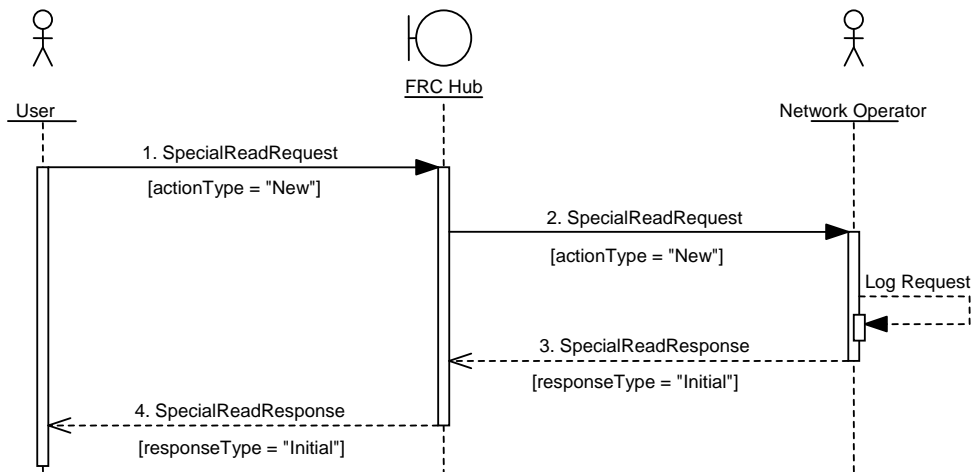 FRC Hub
User
Network Operator
1. SpecialReadRequest
[actionType = "New"]
2. SpecialReadRequest
[actionType = "New"]
Log Request
3. SpecialReadResponse
[responseType = "Initial"]
4. SpecialReadResponse
[responseType = "Initial"]